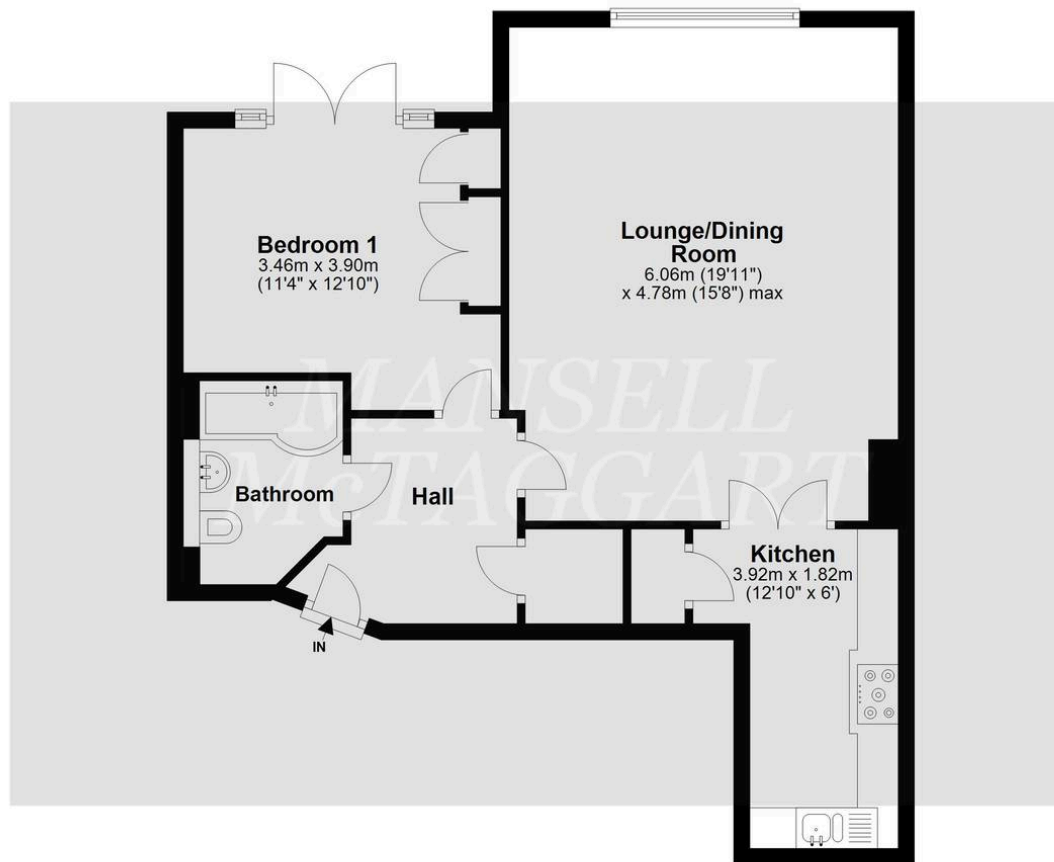 Bedroom 1
3.46m x 3.90m
(11'4" x 12'10")
Lounge/Dining
Room
6.06m (19'11")
x 4.78m (15'8") max
MANSELL
McTAGGART
Bathroom
Hall
Kitchen
3.92m x 1.82m
(12'10" x 6')
IN